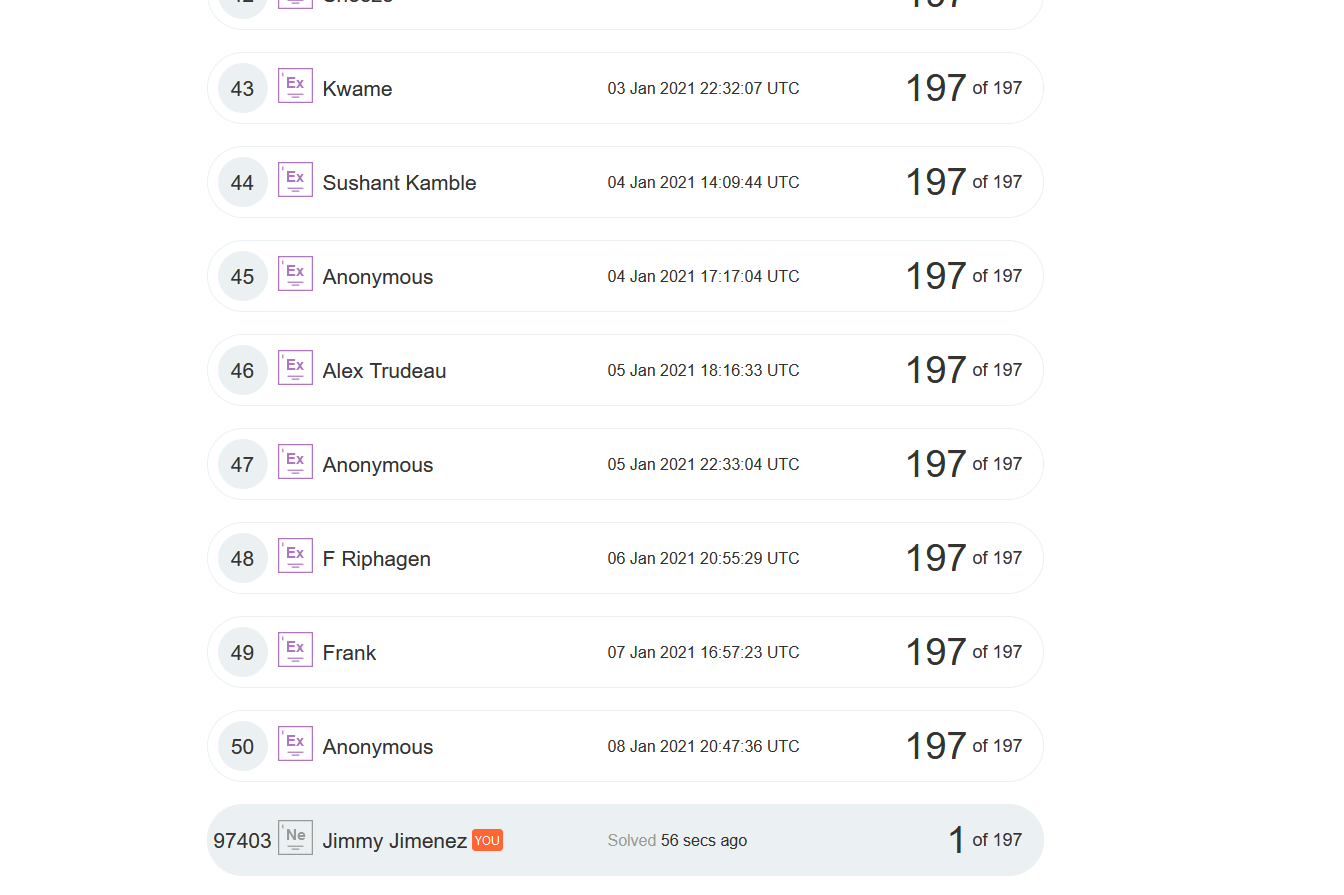 43 Ex Kwame 03 Jan 2021 22:32:07 UTC 197 of 197
44 Ex Sushant Kamble 04 Jan 2021 14:09:44 UTC 197 of 197
45 Ex Anonymous 04 Jan 2021 17:17:04 UTC 197 of 197
46 Ex Alex Trudeau 05 Jan 2021 18:16:33 UTC 197 of 197
47 Ex Anonymous 05 Jan 2021 22:33:04 UTC 197 of 197
48 Ex F Riphagen 06 Jan 2021 20:55:29 UTC 197 of 197
49 Ex Frank 07 Jan 2021 16:57:23 UTC 197 of 197
50 Ex Anonymous 08 Jan 2021 20:47:36 UTC 197 of 197
97403 Ne Jimmy Jimenez YOU Solved 56 secs ago 1 of 197